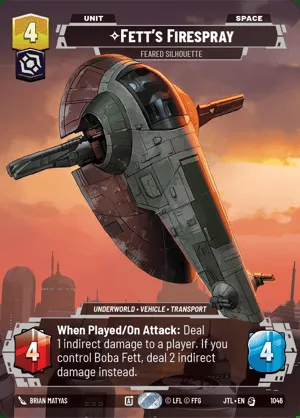 UNIT
SPACE
4
✧FETT'S FIRESPRAY
FEARED SILHOUETTE
UNDERWORLD • VEHICLE • TRANSPORT
4
When Played/On Attack: Deal
1 indirect damage to a player. If you
control Boba Fett, deal 2 indirect
damage instead.
4
BRIAN MATYAS
© LFL © FFG
JTL • EN
1046